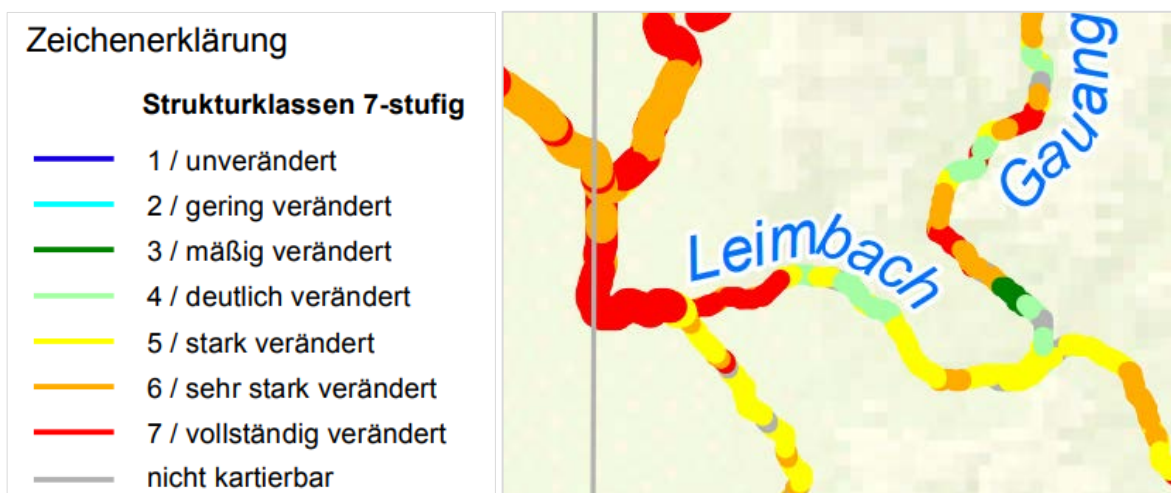 Zeichenerklärung
Strukturklassen 7-stufig
1 / unverändert
2 / gering verändert
3 / mäßig verändert
4 / deutlich verändert
5 / stark verändert
6 / sehr stark verändert
7 / vollständig verändert
nicht kartierbar
Leimbach
Gauang